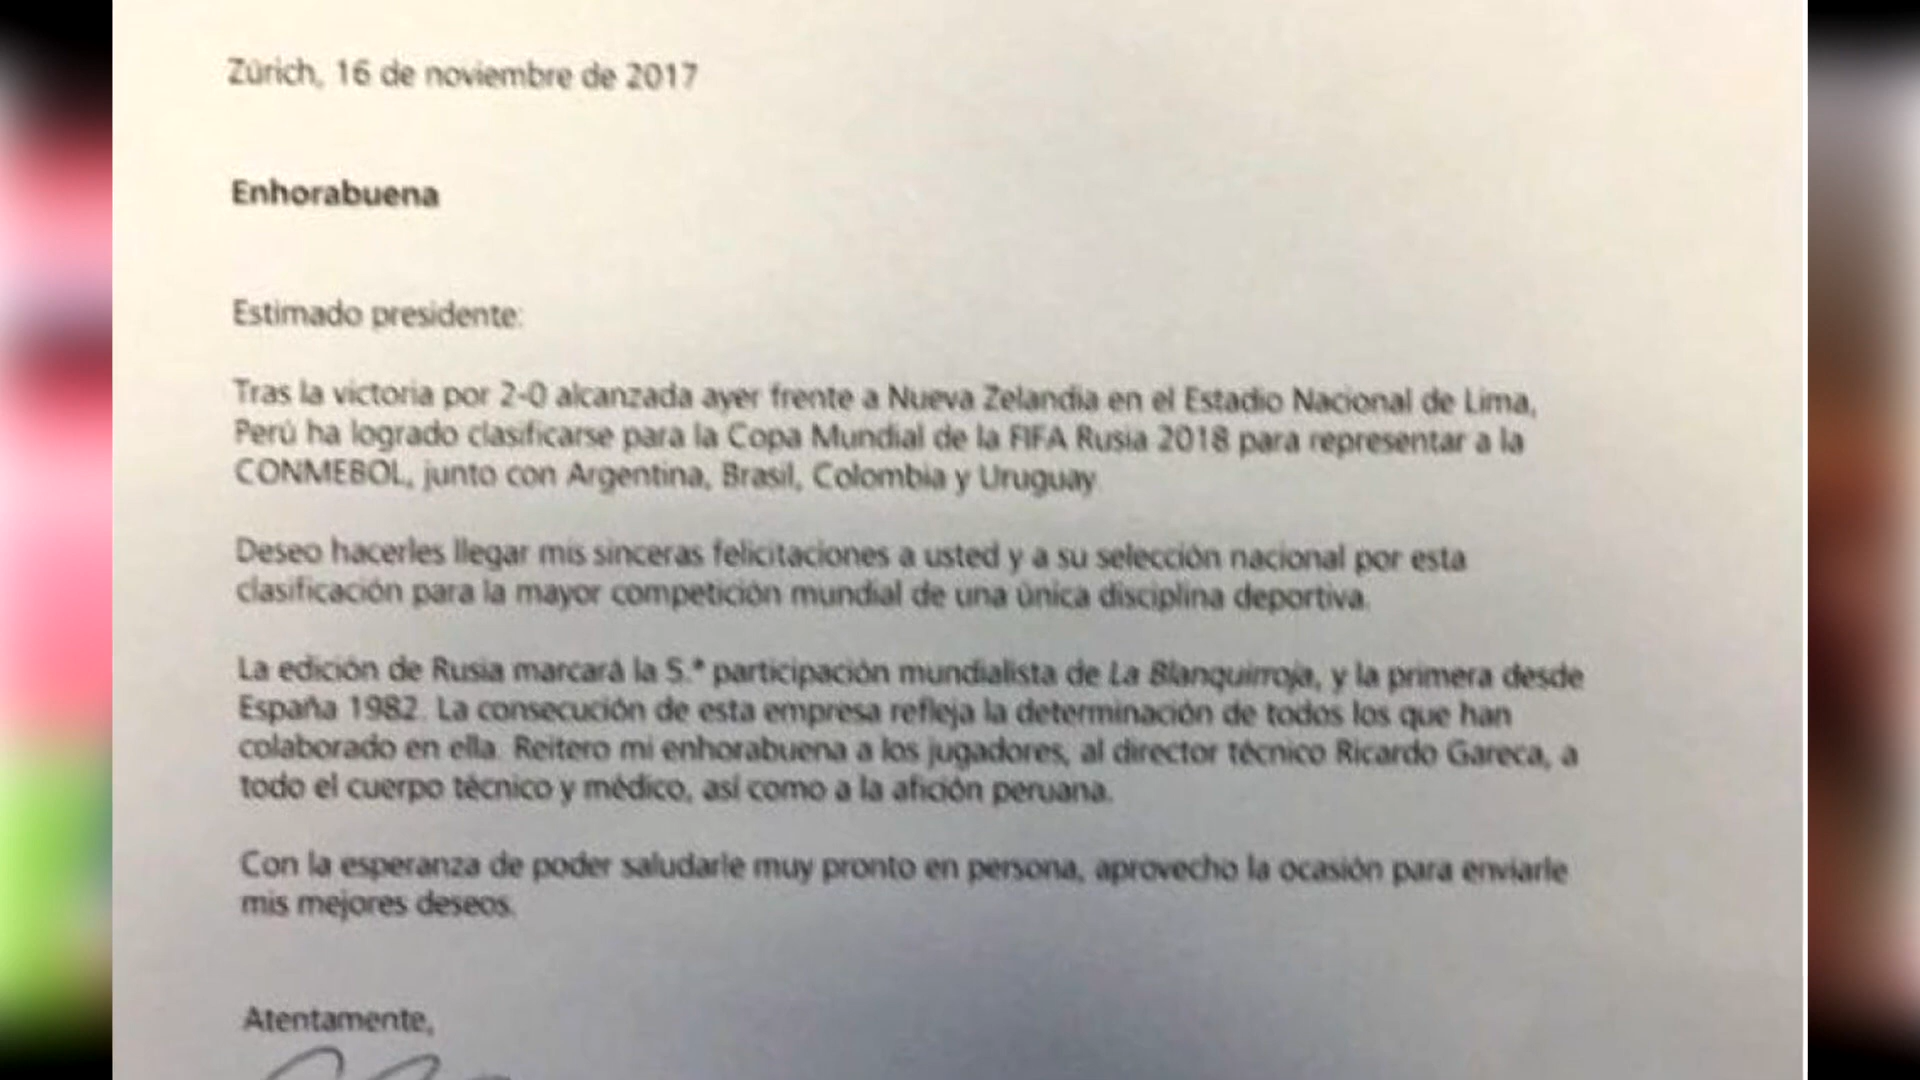 Zúrich, 16 de noviembre de 2017
Enhorabuena
Estimado presidente:
Tras la victoria por 2-0 alcanzada ayer frente a Nueva Zelandia en el Estadio Nacional de Lima,
Perú ha logrado clasificarse para la Copa Mundial de la FIFA Rusia 2018 para representar a la
CONMEBOL, junto con Argentina, Brasil, Colombia y Uruguay.
Deseo hacerles llegar mis sinceras felicitaciones a usted y a su selección nacional por esta
clasificación para la mayor competición mundial de una única disciplina deportiva.
La edición de Rusia marcará la 5.ª participación mundialista de La Blanquirroja, y la primera desde
España 1982. La consecución de esta empresa refleja la determinación de todos los que han
colaborado en ella. Reitero mi enhorabuena a los jugadores, al director técnico Ricardo Gareca, a
todo el cuerpo técnico y médico, así como a la afición peruana.
Con la esperanza de poder saludarle muy pronto en persona, aprovecho la ocasión para enviarle
mis mejores deseos.
Atentamente,